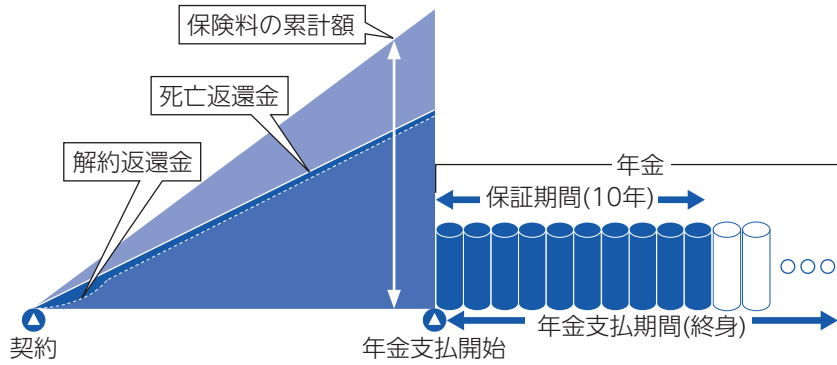 保険料の累計額
死亡返還金
解約返還金
年金
保証期間(10年)
年金支払期間(終身)
契約
年金支払開始